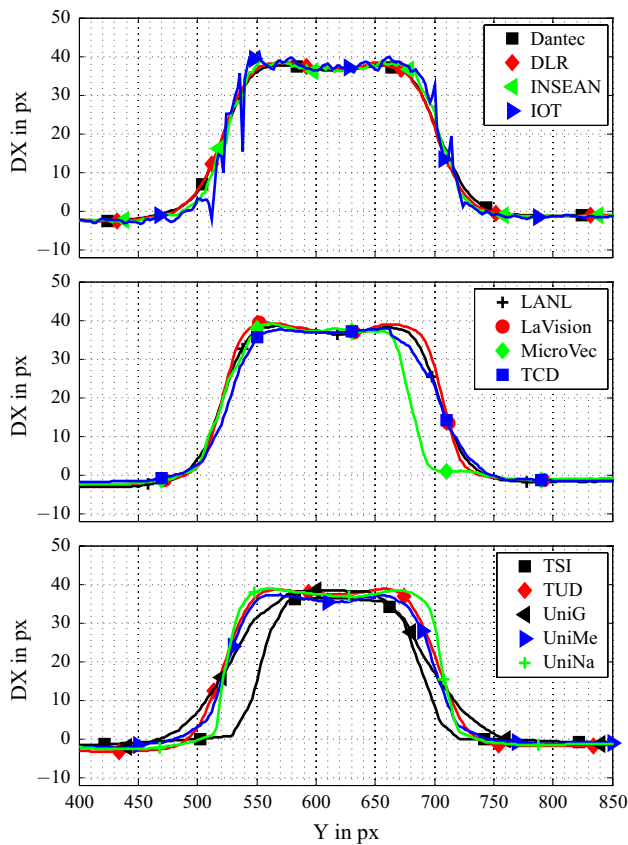 50
40
30
20
10
0
−10
DX in px
Dantec
DLR
INSEAN
IOT
50
40
30
20
10
0
−10
DX in px
LANL
LaVision
MicroVec
TCD
50
40
30
20
10
0
−10
DX in px
TSI
TUD
UniG
UniMe
UniNa
400 450 500 550 600 650 700 750 800 850
Y in px